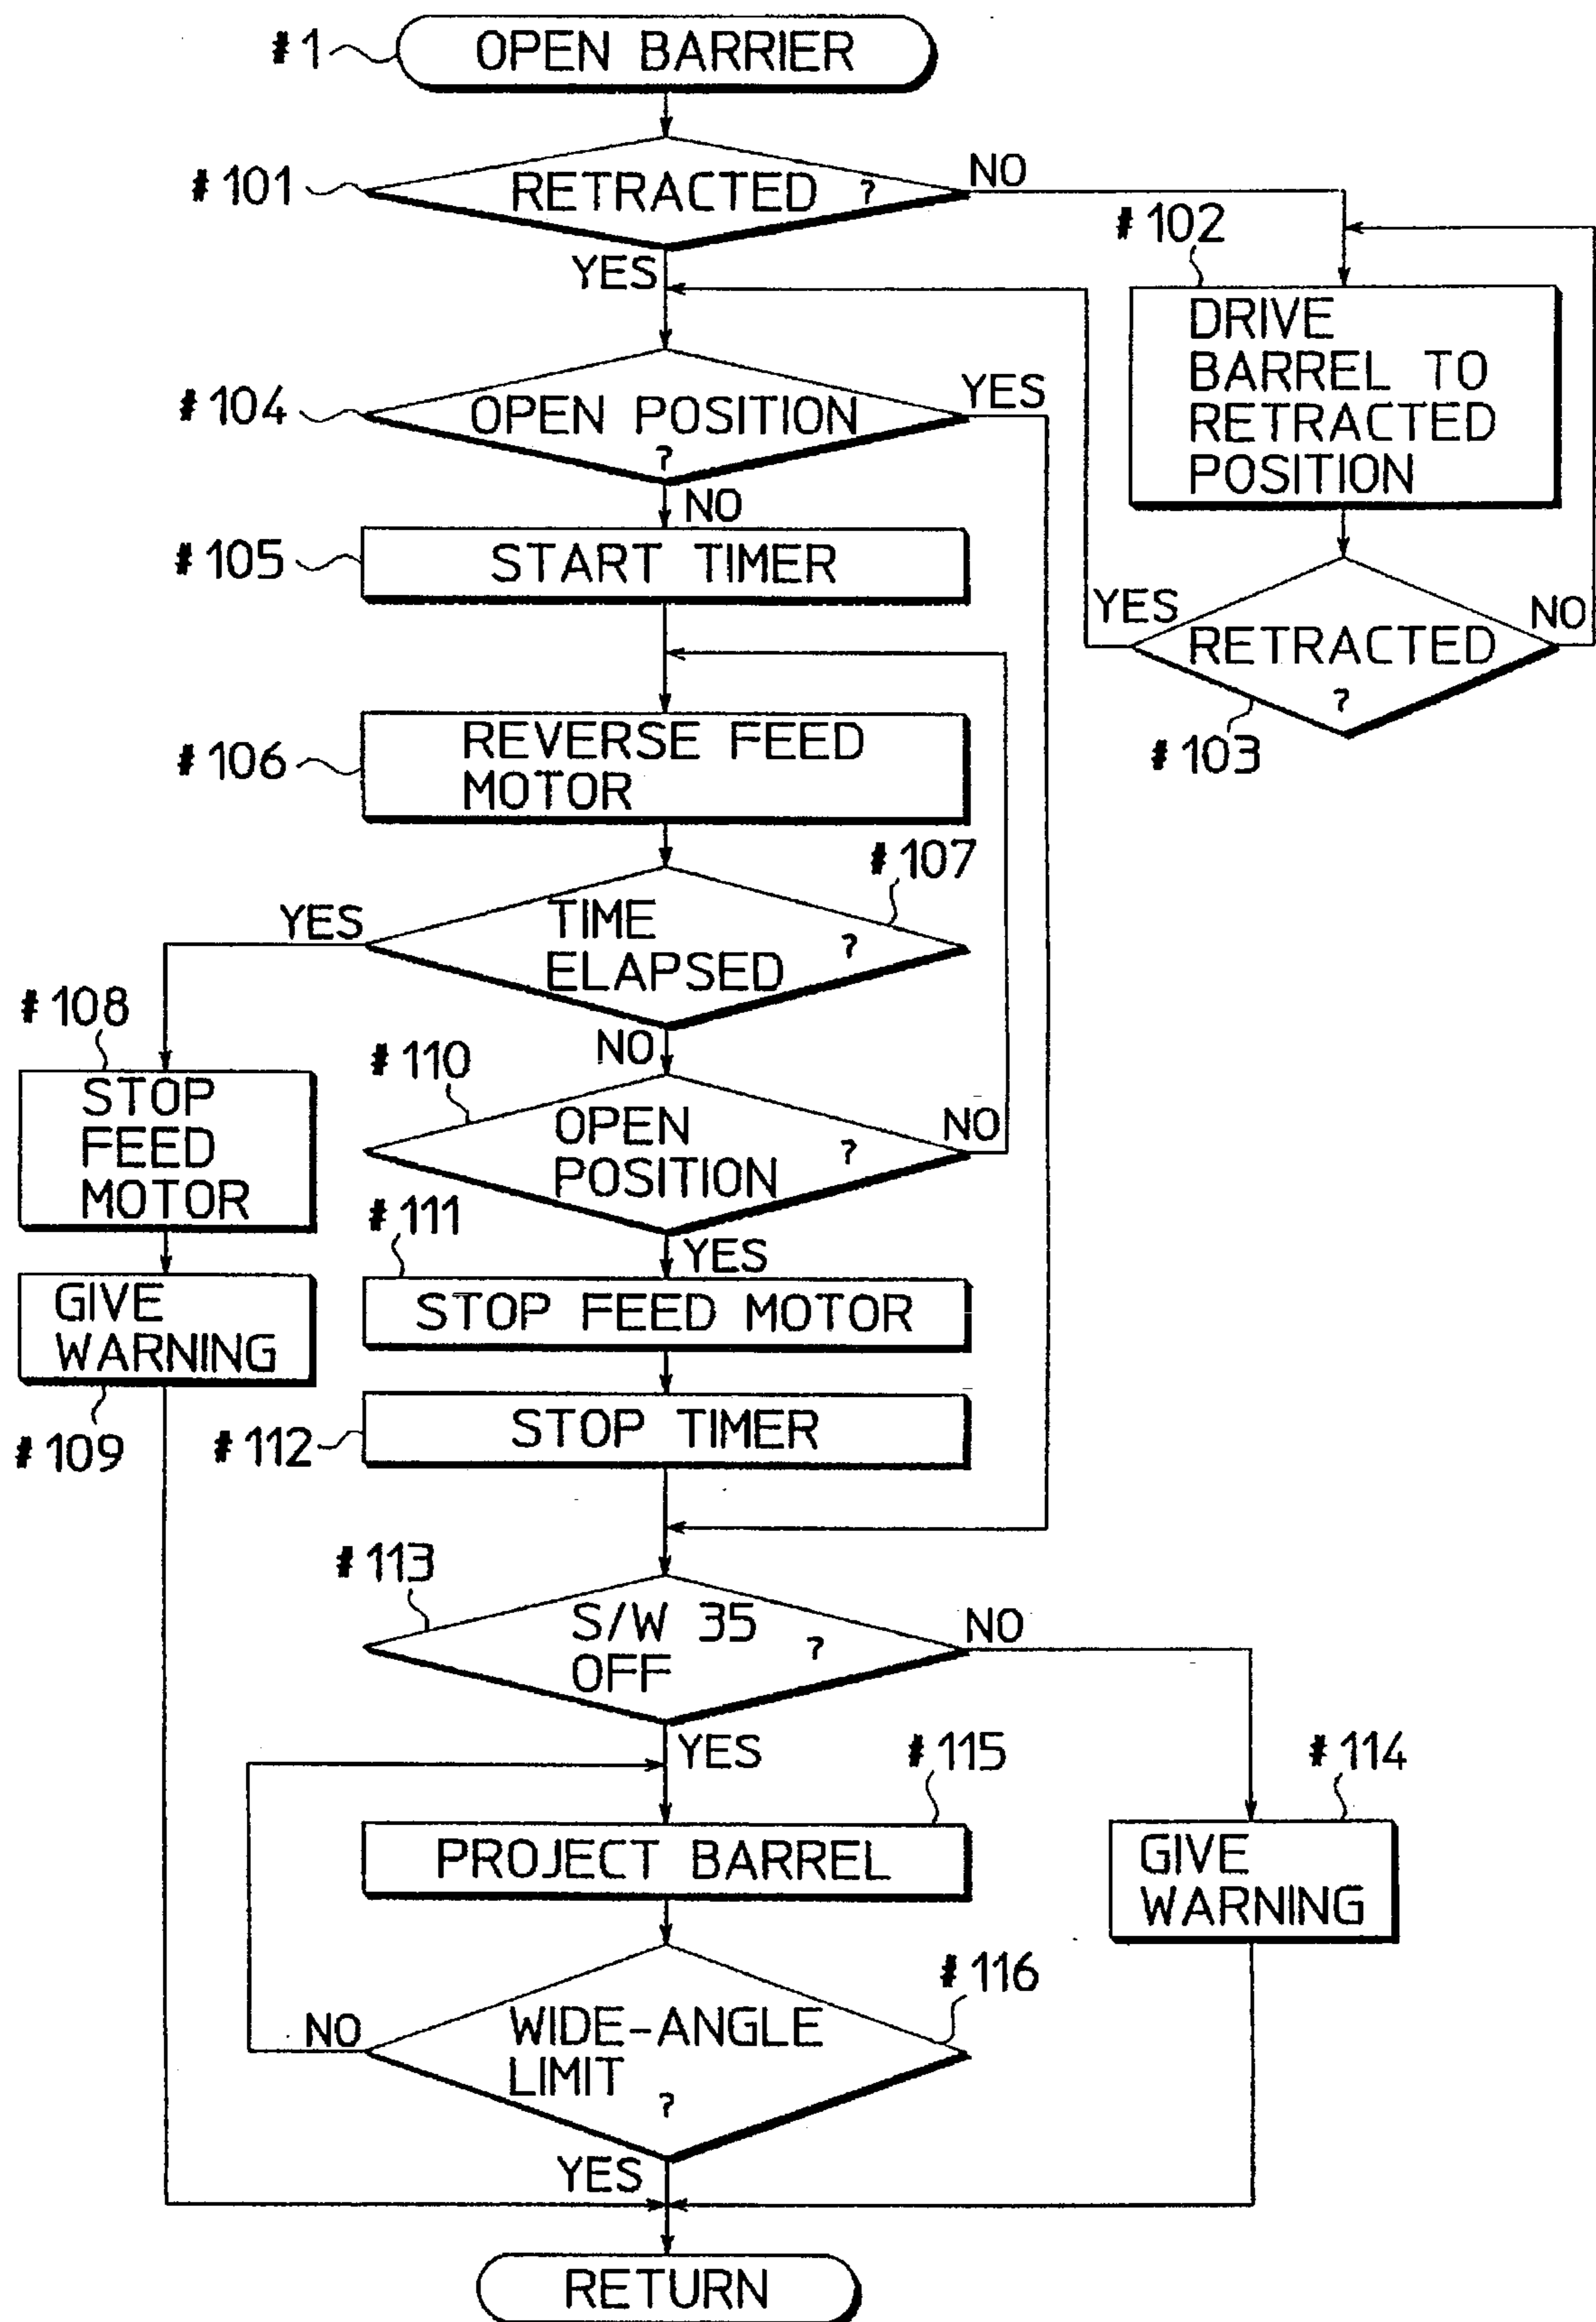 #1
OPEN BARRIER
#101
RETRACTED ?
NO
YES
#102
DRIVE
BARREL TO
RETRACTED
POSITION
#104
OPEN POSITION
?
YES
NO
#105
START TIMER
YES
RETRACTED
?
NO
#103
#106
REVERSE FEED
MOTOR
#107
TIME
ELAPSED ?
YES
NO
#108
STOP
FEED
MOTOR
#109
GIVE
WARNING
#110
OPEN
POSITION ?
NO
YES
#111
STOP FEED MOTOR
#112
STOP TIMER
#113
S/W 35
OFF ?
NO
YES
#114
GIVE
WARNING
#115
PROJECT BARREL
#116
WIDE-ANGLE
LIMIT
?
NO
YES
RETURN